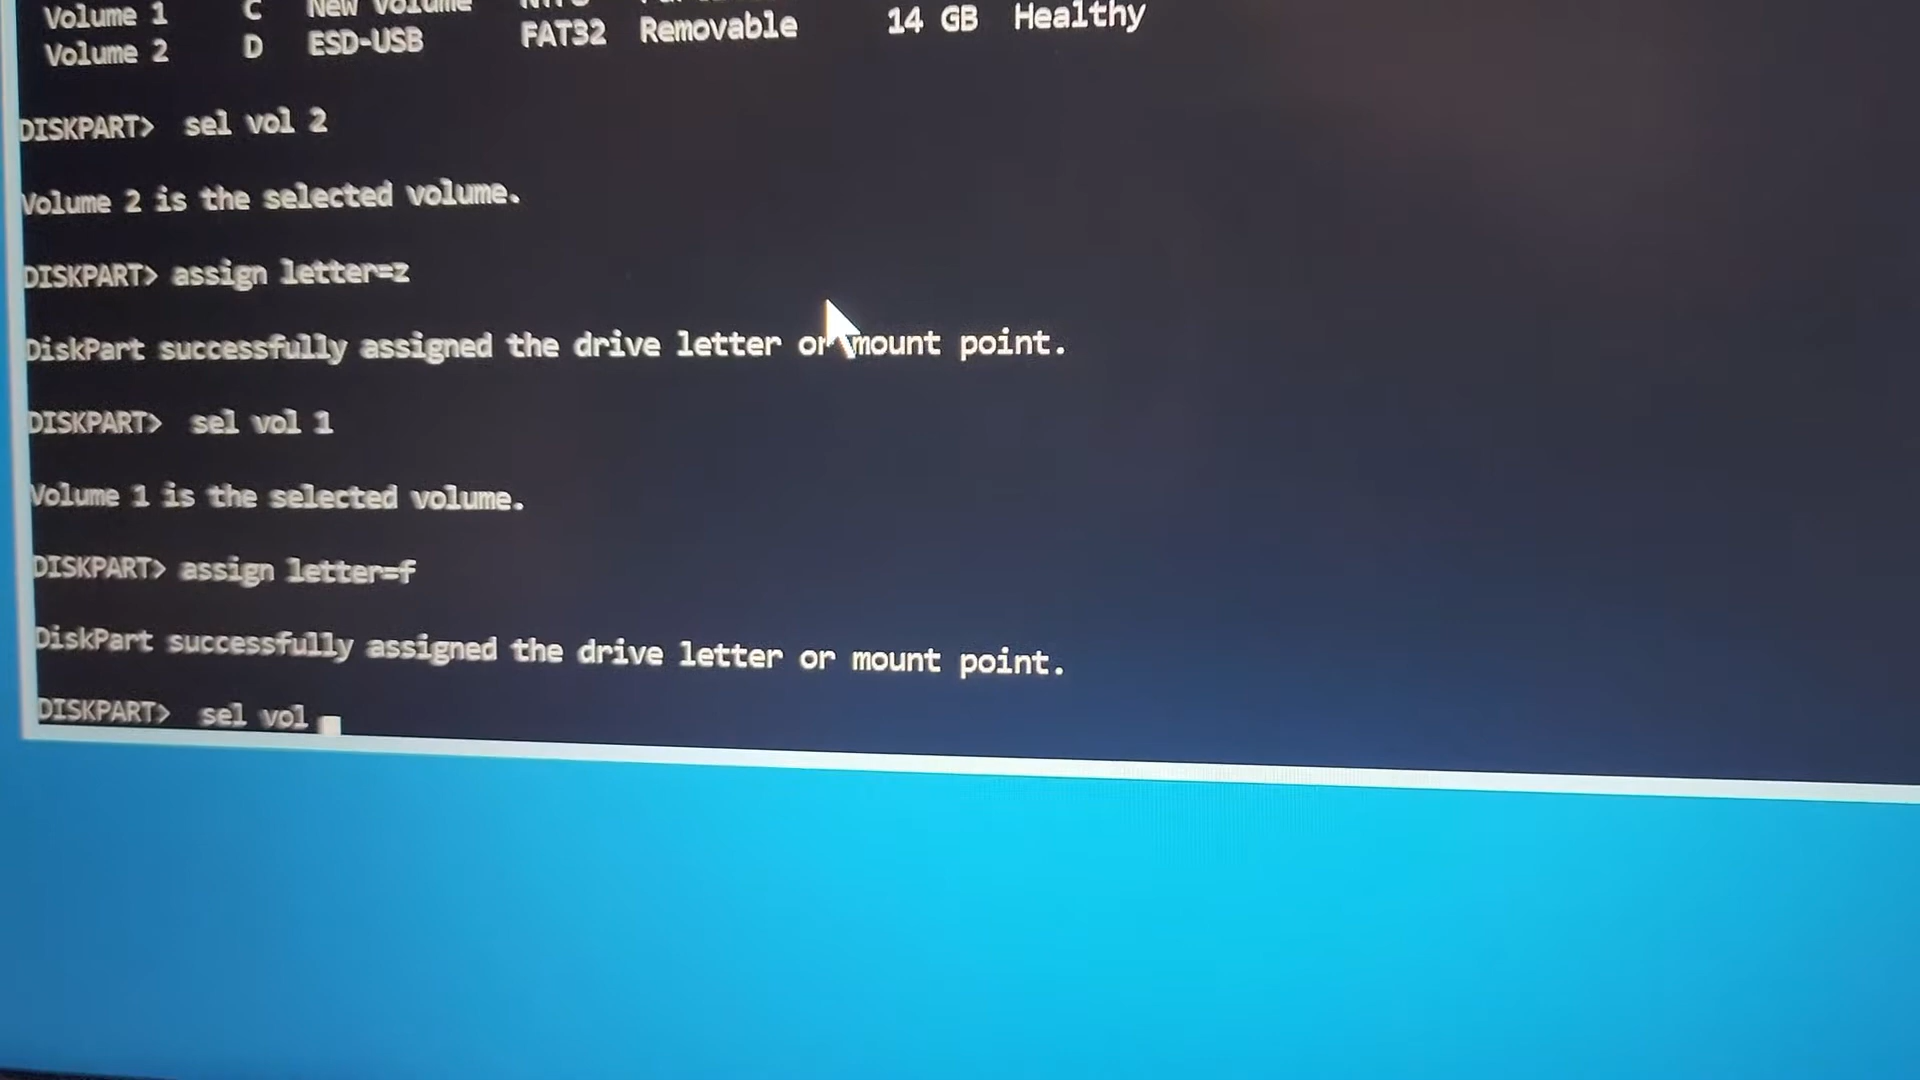 Volume 1 C New Volume
Volume 2 D ESD-USB FAT32 Removable 14 GB Healthy
DISKPART> sel vol 2
Volume 2 is the selected volume.
DISKPART> assign letter=z
DiskPart successfully assigned the drive letter or mount point.
DISKPART> sel vol 1
Volume 1 is the selected volume.
DISKPART> assign letter=f
DiskPart successfully assigned the drive letter or mount point.
DISKPART> sel vol